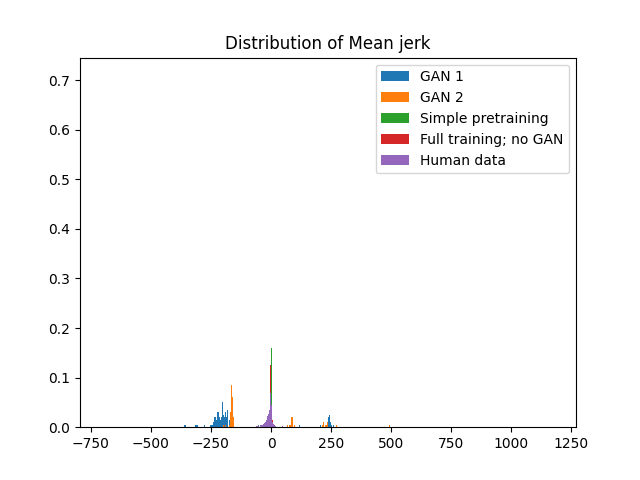 Distribution of Mean jerk
GAN 1
GAN 2
Simple pretraining
Full training; no GAN
Human data
0.7
0.6
0.5
0.4
0.3
0.2
0.1
0.0
−750 −500 −250 0 250 500 750 1000 1250